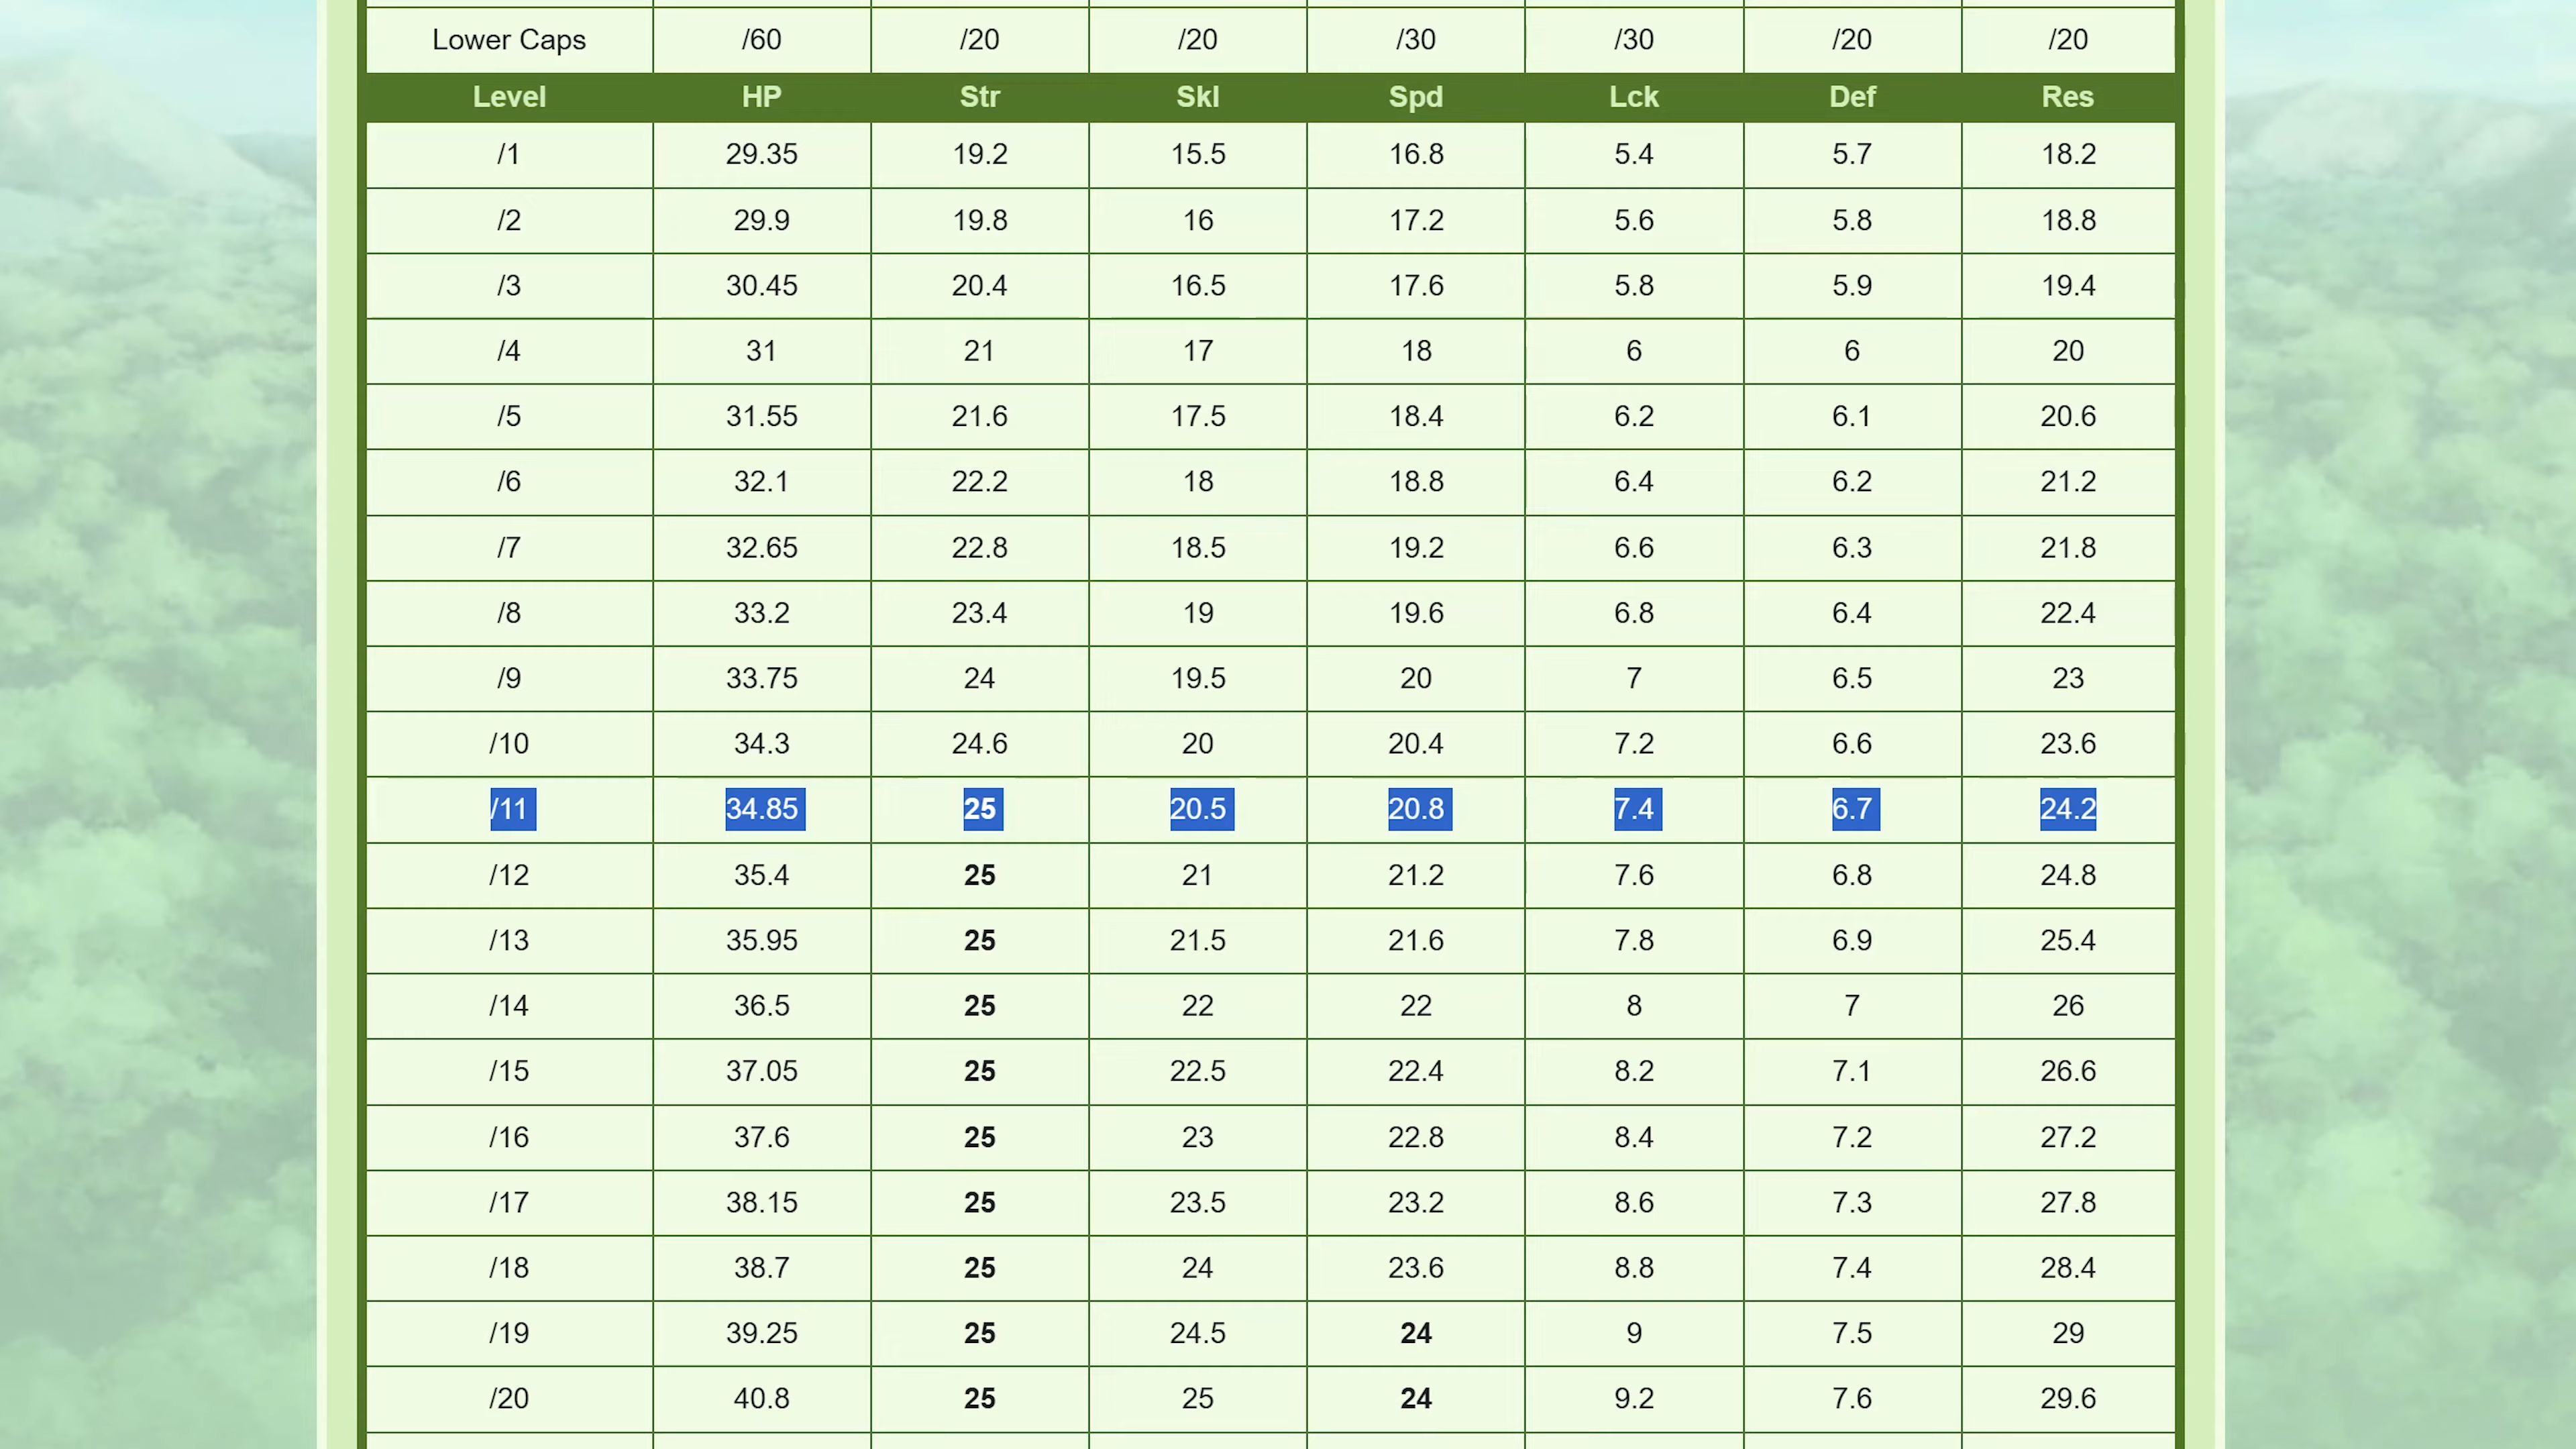 Lower Caps /60 /20 /20 /30 /30 /20 /20
Level HP Str Skl Spd Lck Def Res
/1 29.35 19.2 15.5 16.8 5.4 5.7 18.2
/2 29.9 19.8 16 17.2 5.6 5.8 18.8
/3 30.45 20.4 16.5 17.6 5.8 5.9 19.4
/4 31 21 17 18 6 6 20
/5 31.55 21.6 17.5 18.4 6.2 6.1 20.6
/6 32.1 22.2 18 18.8 6.4 6.2 21.2
/7 32.65 22.8 18.5 19.2 6.6 6.3 21.8
/8 33.2 23.4 19 19.6 6.8 6.4 22.4
/9 33.75 24 19.5 20 7 6.5 23
/10 34.3 24.6 20 20.4 7.2 6.6 23.6
/11 34.85 25 20.5 20.8 7.4 6.7 24.2
/12 35.4 25 21 21.2 7.6 6.8 24.8
/13 35.95 25 21.5 21.6 7.8 6.9 25.4
/14 36.5 25 22 22 8 7 26
/15 37.05 25 22.5 22.4 8.2 7.1 26.6
/16 37.6 25 23 22.8 8.4 7.2 27.2
/17 38.15 25 23.5 23.2 8.6 7.3 27.8
/18 38.7 25 24 23.6 8.8 7.4 28.4
/19 39.25 25 24.5 24 9 7.5 29
/20 40.8 25 25 24 9.2 7.6 29.6